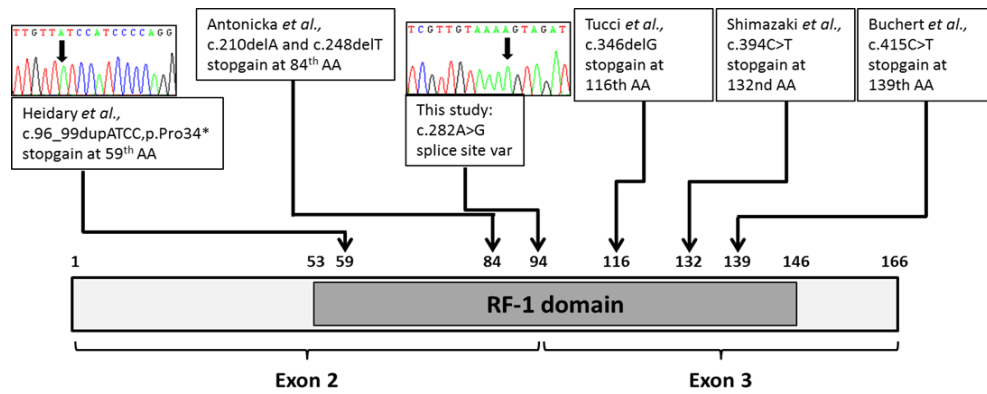 TTGTTATCCATCCCCAGG
Heidary et al.,
c.96_99dupATCC,p.Pro34*
stopgain at 59th AA
Antonicka et al.,
c.210delA and c.248delT
stopgain at 84th AA
TCGTTGTAAAAGTAGAT
This study:
c.282A>G
splice site var
Tucci et al.,
c.346delG
stopgain at
116th AA
Shimazaki et al.,
c.394C>T
stopgain at
132nd AA
Buchert et al.,
c.415C>T
stopgain at
139th AA
1 53 59 84 94 116 132 139 146 166
RF-1 domain
Exon 2 Exon 3